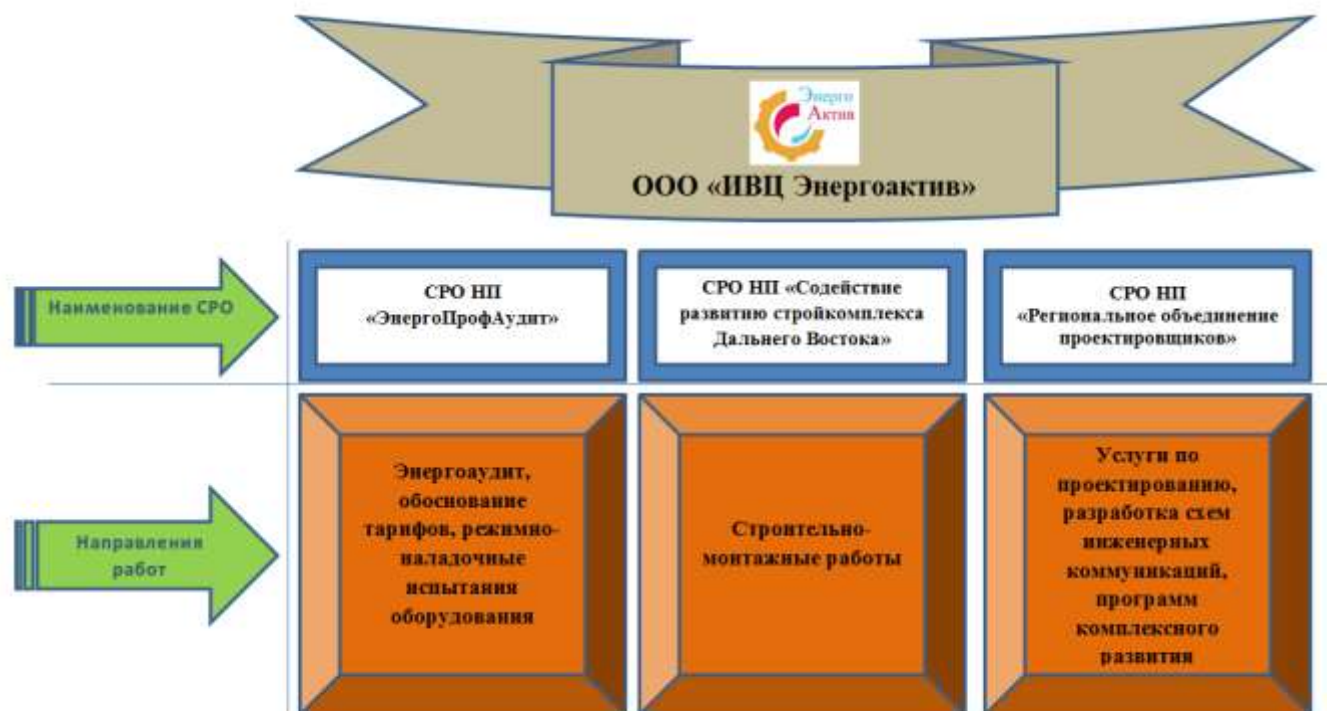 Энерго
Актив
ООО «ИВЦ Энергоактив»
Наименование СРО
СРО НП
«ЭнергоПрофАудит»
СРО НП «Содействие
развитию стройкомплекса
Дальнего Востока»
СРО НП
«Региональное объединение
проектировщиков»
Направления
работ
Энергоаудит,
обоснование
тарифов, режимно-
наладочные
испытания
оборудования
Строительно-
монтажные работы
Услуги по
проектированию,
разработка схем
инженерных
коммуникаций,
программ
комплексного
развития